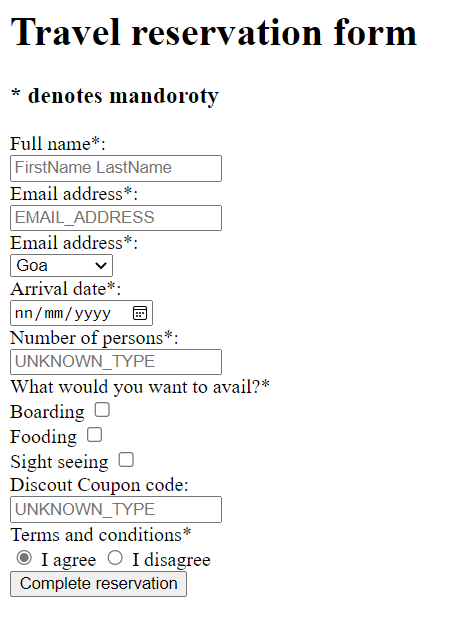 Travel reservation form
* denotes mandoroty
Full name*:
FirstName LastName
Email address*:
EMAIL_ADDRESS
Email address*:
Goa
Arrival date*:
nn/mm/yyyy
Number of persons*:
UNKNOWN_TYPE
What would you want to avail?*
Boarding
Fooding
Sight seeing
Discout Coupon code:
UNKNOWN_TYPE
Terms and conditions*
I agree I disagree
Complete reservation